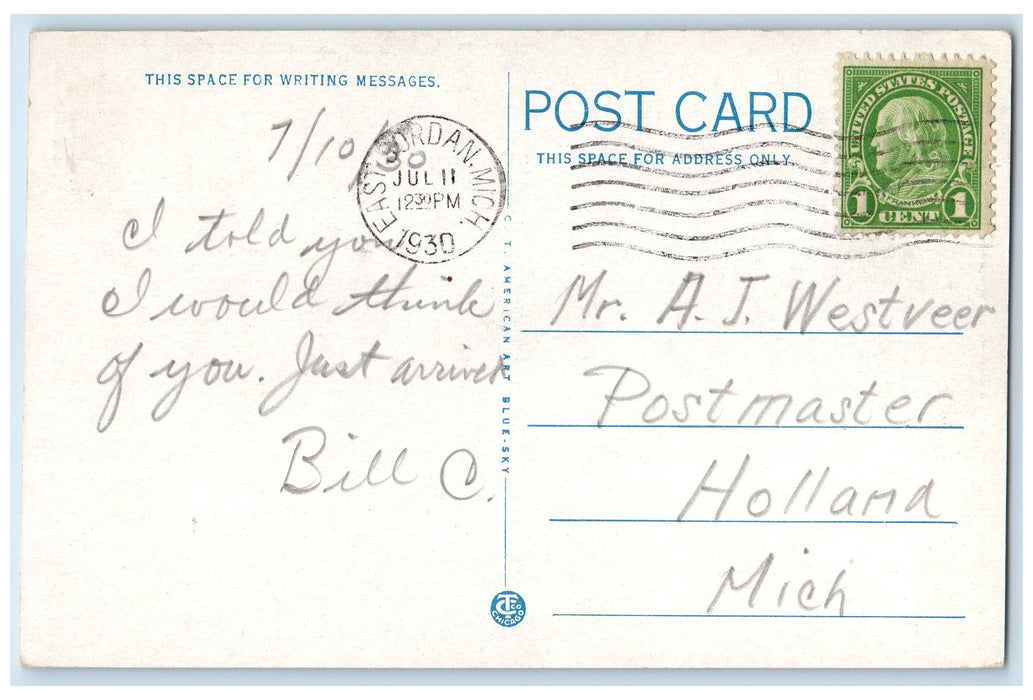 THIS SPACE FOR WRITING MESSAGES.
7/10/30
I told you
I would think
of you. Just arrived
Bill C.
EAST JORDAN, MICH.
JUL 11
1230 PM
1930
C. T. AMERICAN ART BLUE-SKY
CTCO
CHICAGO
POST CARD
THIS SPACE FOR ADDRESS ONLY.
UNITED STATES POSTAGE
FRANKLIN
1 CENT 1
Mr. A. J. Westveer
Postmaster
Holland
Mich